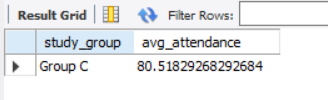 Result Grid Filter Rows:
study_group avg_attendance
Group C 80.51829268292684